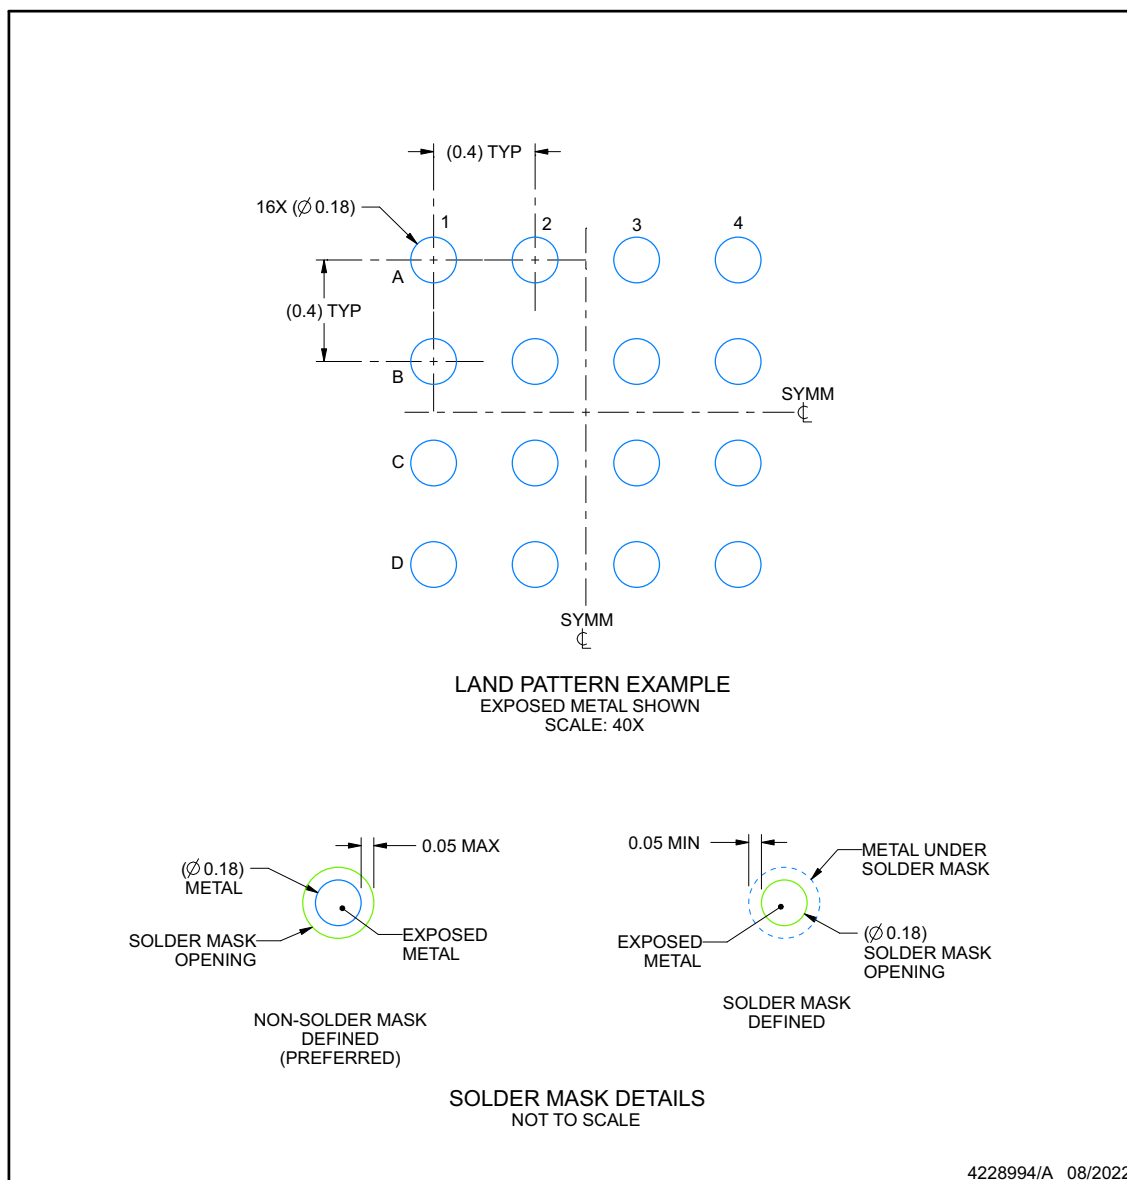 (0.4) TYP
16X (∅ 0.18)
1
2
3
4
A
(0.4) TYP
B
SYMM
℄
C
D
SYMM
℄
LAND PATTERN EXAMPLE
EXPOSED METAL SHOWN
SCALE: 40X
0.05 MAX
(∅ 0.18)
METAL
SOLDER MASK
OPENING
EXPOSED
METAL
NON-SOLDER MASK
DEFINED
(PREFERRED)
0.05 MIN
METAL UNDER
SOLDER MASK
EXPOSED
METAL
(∅ 0.18)
SOLDER MASK
OPENING
SOLDER MASK
DEFINED
SOLDER MASK DETAILS
NOT TO SCALE
4228994/A 08/2022